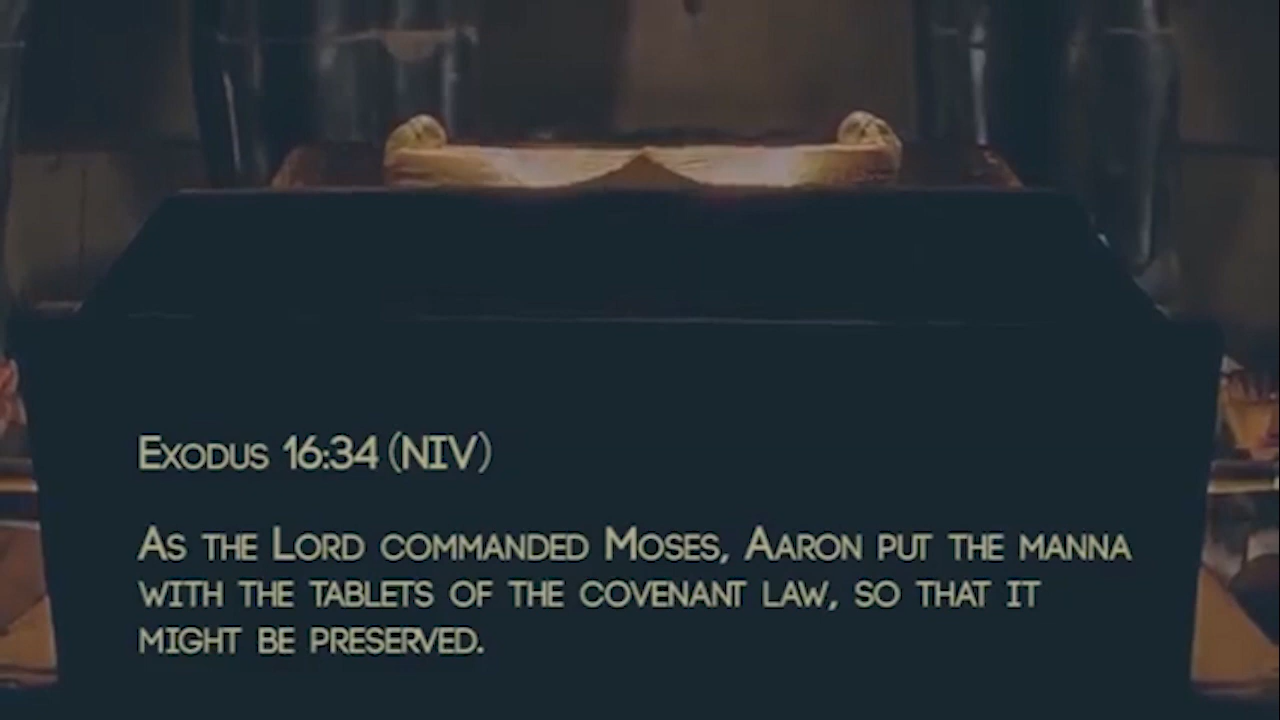 Exodus 16:34 (NIV)
As the Lord commanded Moses, Aaron put the manna
with the tablets of the covenant law, so that it
might be preserved.